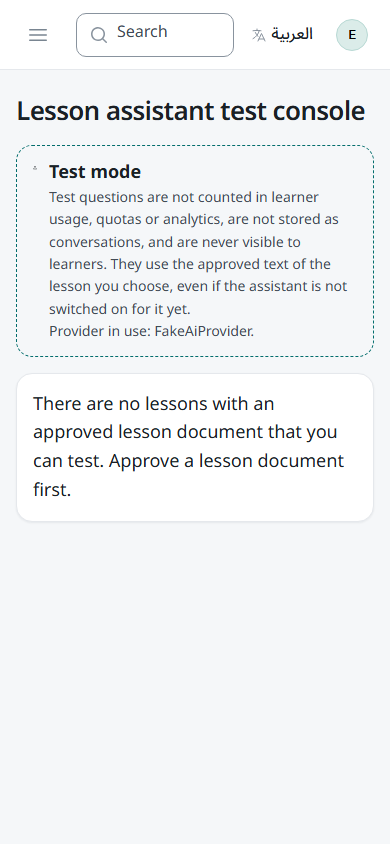 Search
العربية
E
Lesson assistant test console
Test mode
Test questions are not counted in learner
usage, quotas or analytics, are not stored as
conversations, and are never visible to
learners. They use the approved text of the
lesson you choose, even if the assistant is not
switched on for it yet.
Provider in use: FakeAiProvider.
There are no lessons with an
approved lesson document that you
can test. Approve a lesson document
first.